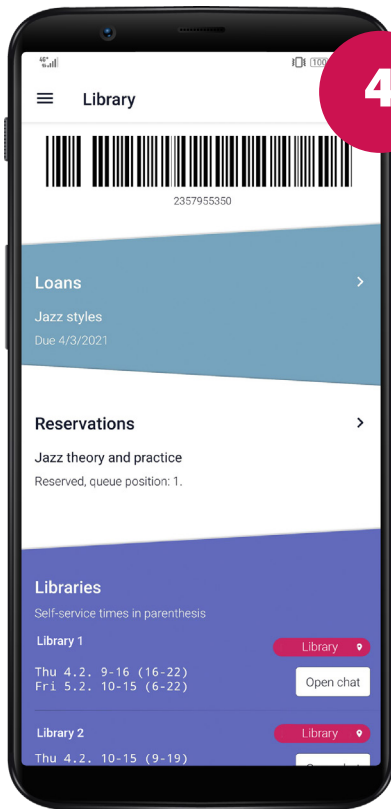 4G+
100
4
Library
2357955350
Loans
Jazz styles
Due 4/3/2021
Reservations
Jazz theory and practice
Reserved, queue position: 1.
Libraries
Self-service times in parenthesis
Library 1
Library
Thu 4.2. 9-16 (16-22)
Fri 5.2. 10-15 (6-22)
Open chat
Library 2
Library
Thu 4.2. 10-15 (9-19)